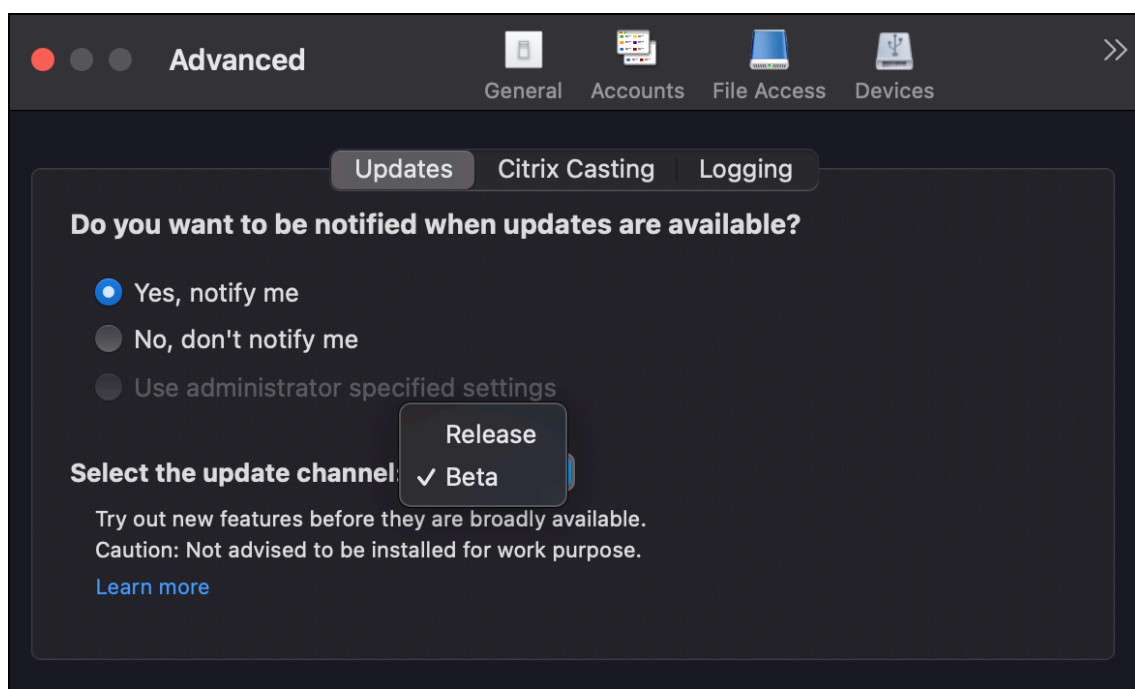 Advanced
General Accounts File Access Devices
Updates Citrix Casting Logging
Do you want to be notified when updates are available?
Yes, notify me
No, don't notify me
Use administrator specified settings
Release
Select the update channel:
Beta
Try out new features before they are broadly available.
Caution: Not advised to be installed for work purpose.
Learn more